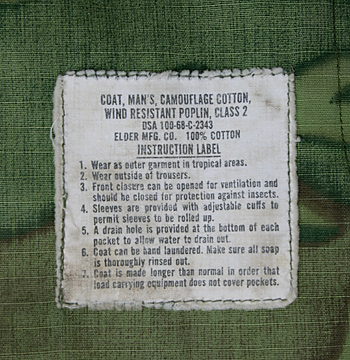 COAT, MAN'S, CAMOUFLAGE COTTON,
WIND RESISTANT POPLIN, CLASS 2
DSA 100-68-C-2343
ELDER MFG. CO. 100% COTTON
INSTRUCTION LABEL
1. Wear as outer garment in tropical areas.
2. Wear outside of trousers.
3. Front closure can be opened for ventilation and
should be closed for protection against insects.
4. Sleeves are provided with adjustable cuffs to
permit sleeves to be rolled up.
5. A drain hole is provided at the bottom of each
pocket to allow water to drain out.
6. Coat can be hand laundered. Make sure all soap
is thoroughly rinsed out.
7. Coat is made longer than normal in order that
load carrying equipment does not cover pockets.